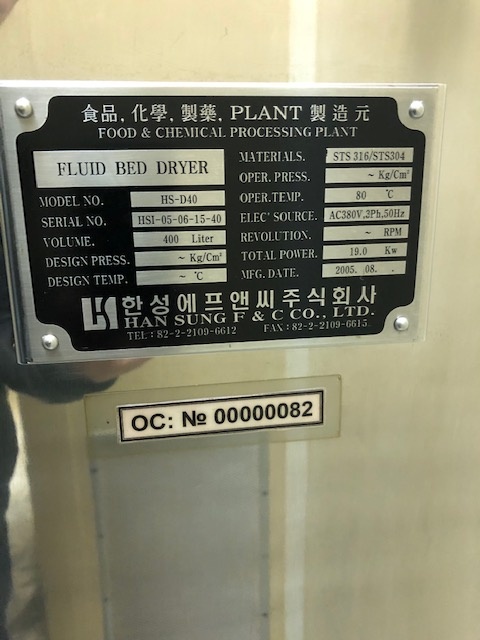 食品, 化學, 製藥, PLANT 製造元
FOOD & CHEMICAL PROCESSING PLANT
FLUID BED DRYER
MODEL NO. HS-D40
SERIAL NO. HSI-05-06-15-40
VOLUME. 400 Liter
DESIGN PRESS. ~ Kg/Cm²
DESIGN TEMP. ~ ℃
MATERIALS. STS 316/STS304
OPER. PRESS. ~ Kg/Cm²
OPER.TEMP. 80 ℃
ELEC' SOURCE. AC380V,3Ph,50Hz
REVOLUTION. ~ RPM
TOTAL POWER. 19.0 Kw
MFG. DATE. 2005. 08. .
한성에프앤씨주식회사
HAN SUNG F & C CO., LTD.
TEL : 82-2-2109-6612 FAX : 82-2-2109-6615
OC: № 00000082